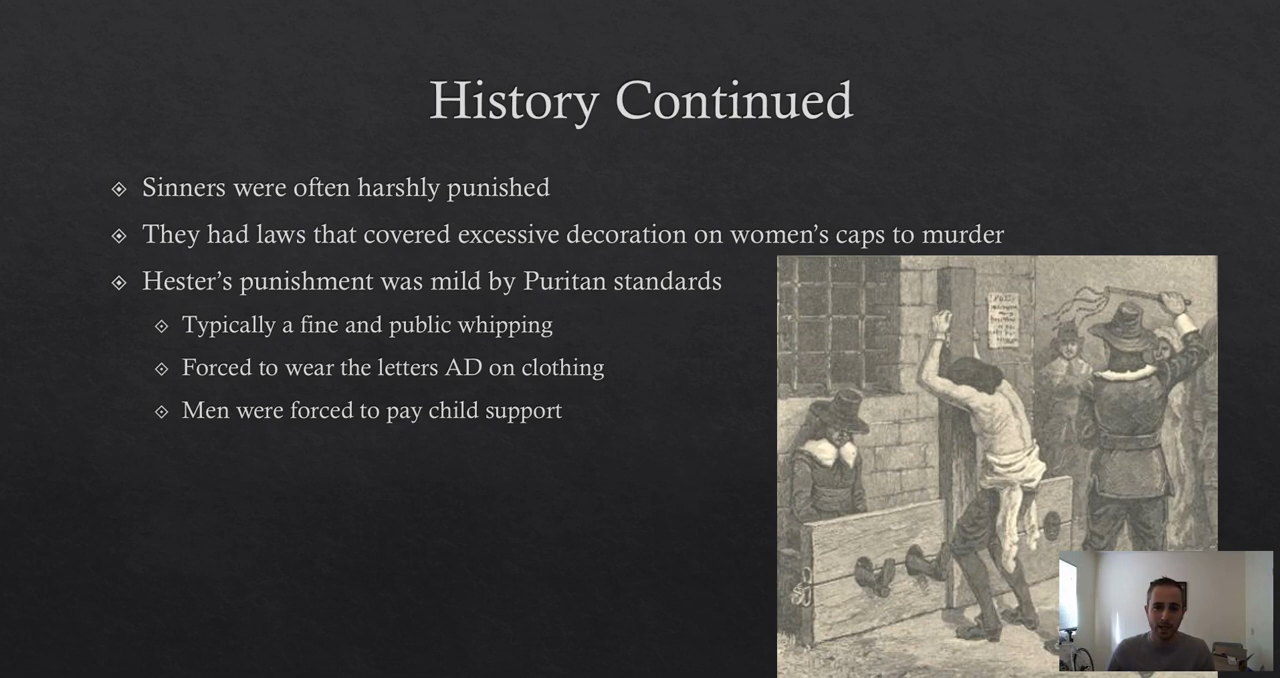 History Continued
Sinners were often harshly punished
They had laws that covered excessive decoration on women’s caps to murder
Hester’s punishment was mild by Puritan standards
Typically a fine and public whipping
Forced to wear the letters AD on clothing
Men were forced to pay child support